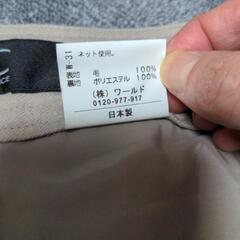 W-31
ネット使用。
表地 毛 100%
裏地 ポリエステル 100%
(株) ワールド
0120-977-917
日本製